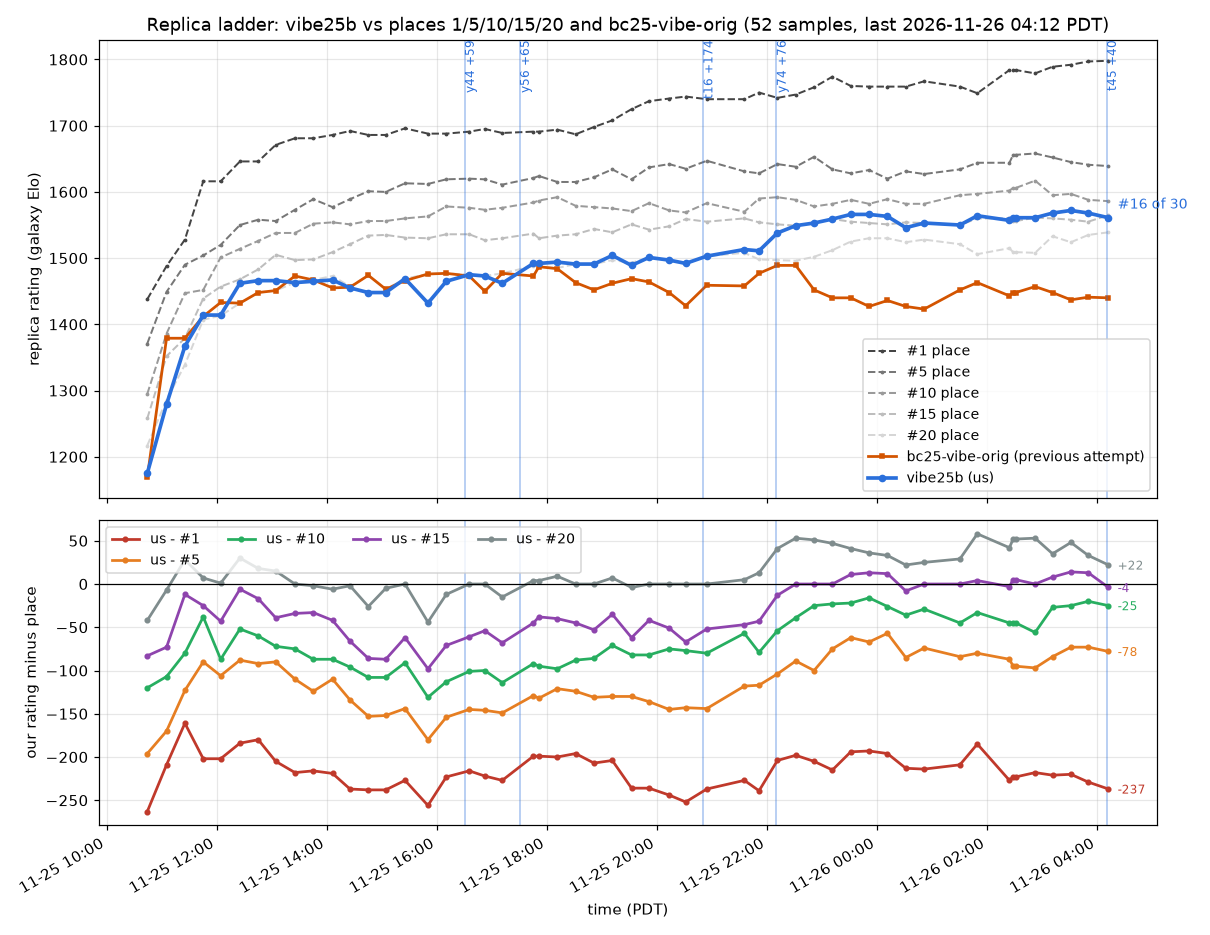 Replica ladder: vibe25b vs places 1/5/10/15/20 and bc25-vibe-orig (52 samples, last 2026-11-26 04:12 PDT)
replica rating (galaxy Elo)
1800
1700
1600
1500
1400
1300
1200
y44 +59
y56 +65
t16 +174
y74 +76
t45 +40
#16 of 30
#1 place
#5 place
#10 place
#15 place
#20 place
bc25-vibe-orig (previous attempt)
vibe25b (us)
our rating minus place
50
0
−50
−100
−150
−200
−250
us - #1
us - #5
us - #10
us - #15
us - #20
+22
-4
-25
-78
-237
11-25 10:00
11-25 12:00
11-25 14:00
11-25 16:00
11-25 18:00
11-25 20:00
11-25 22:00
11-26 00:00
11-26 02:00
11-26 04:00
time (PDT)